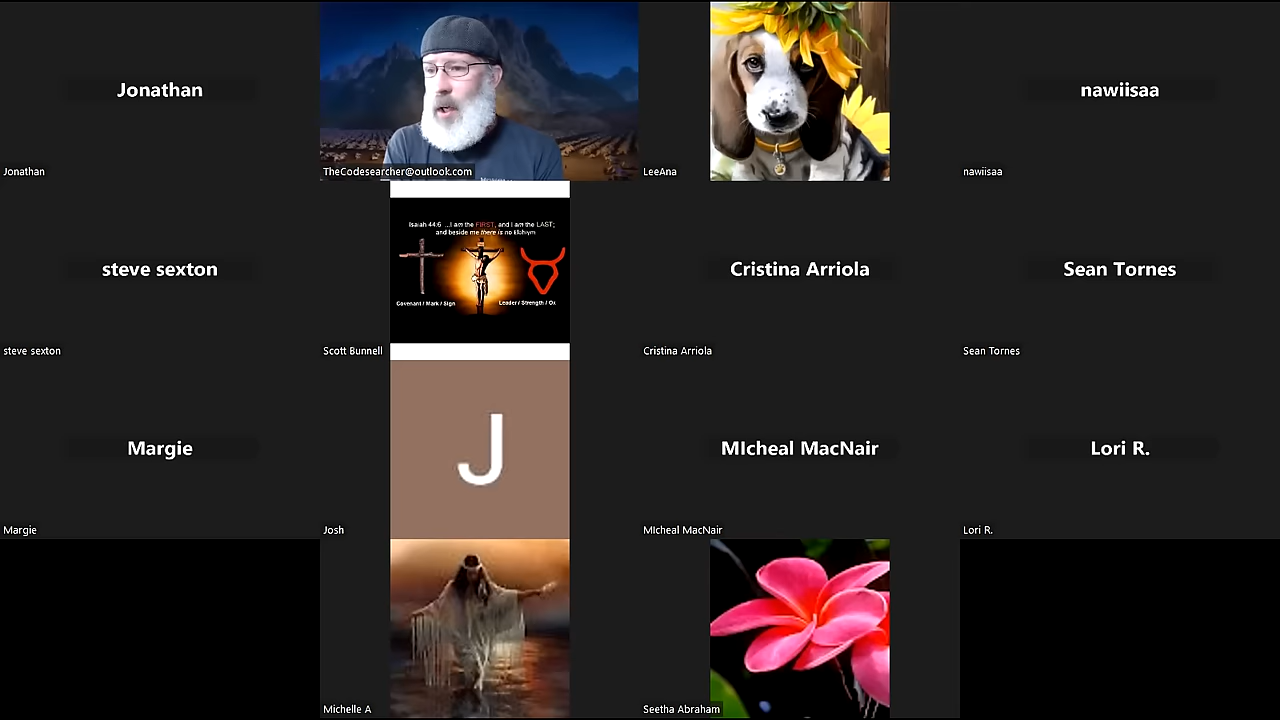 Jonathan
Jonathan
TheCodesearcher@outlook.com
LeeAna
nawiisaa
nawiisaa
steve sexton
steve sexton
Isaiah 44:6 ...I am the FIRST, and I am the LAST;
and beside me there is no Elohiym
Covenant / Mark / Sign
Leader / Strength / Ox
Scott Bunnell
Cristina Arriola
Cristina Arriola
Sean Tornes
Sean Tornes
Margie
Margie
J
Josh
MIcheal MacNair
MIcheal MacNair
Lori R.
Lori R.
Michelle A
Seetha Abraham